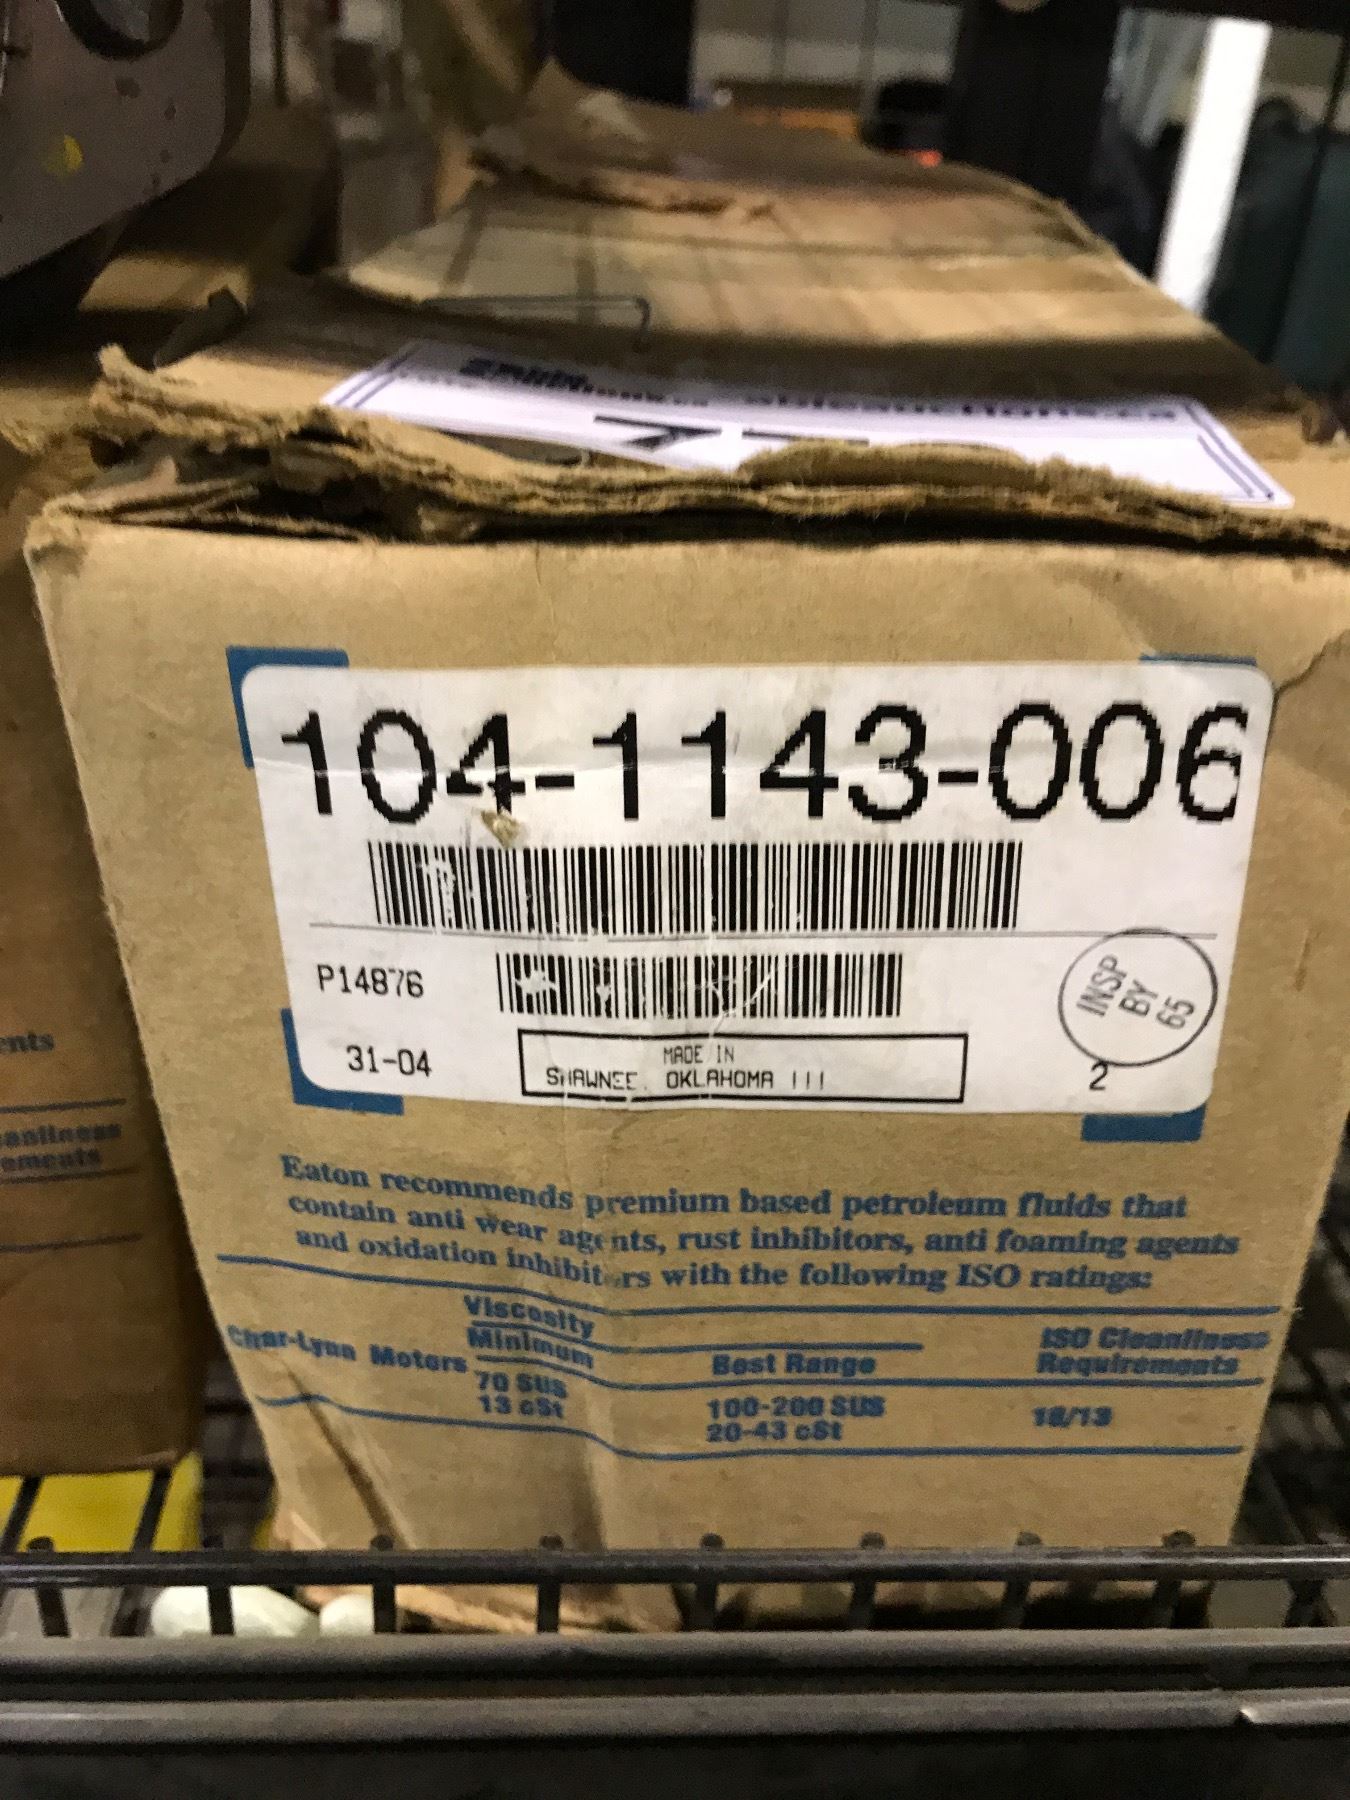 104-1143-006
P14876
31-04
MADE IN
SHAWNEE, OKLAHOMA !!!
INSP
BY
65
2
Eaton recommends premium based petroleum fluids that
contain anti wear agents, rust inhibitors, anti foaming agents
and oxidation inhibitors with the following ISO ratings:
Viscosity
Minimum
Best Range
ISO Cleanliness
Requirements
Char-Lynn Motors
70 SUS
13 cSt
100-200 SUS
20-43 cSt
18/13
ents